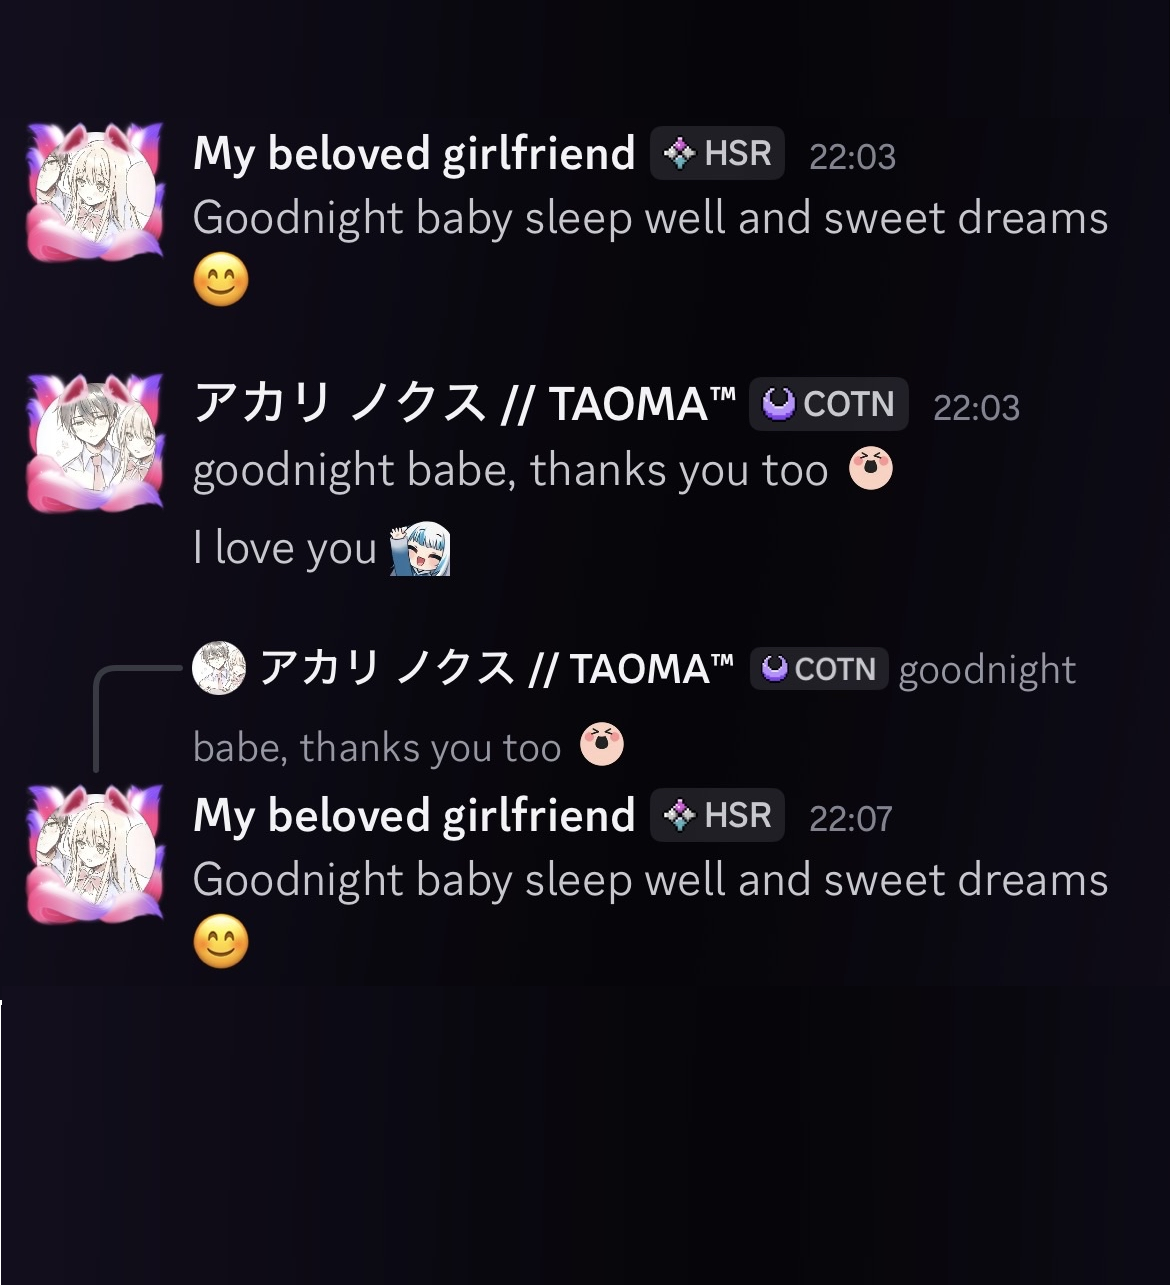 My beloved girlfriend HSR 22:03
Goodnight baby sleep well and sweet dreams
😊
アカリ ノクス // TAOMA™ COTN 22:03
goodnight babe, thanks you too
I love you
アカリ ノクス // TAOMA™ COTN goodnight
babe, thanks you too
My beloved girlfriend HSR 22:07
Goodnight baby sleep well and sweet dreams
😊